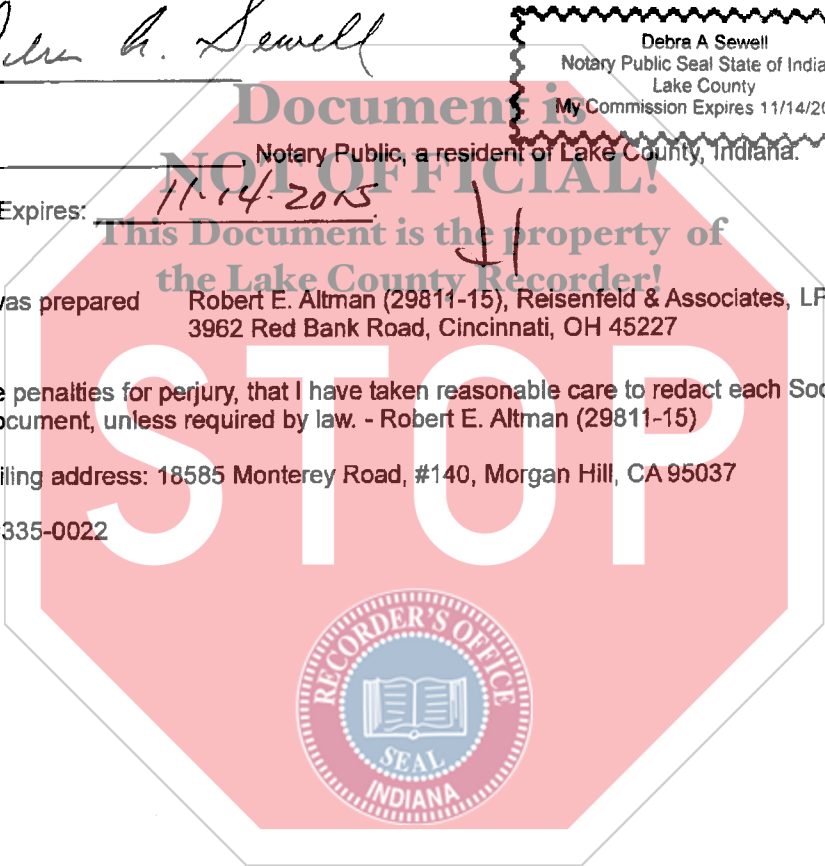 A. Sewell
Debra A Sewell
Notary Public Seal State of India
Lake County
My Commission Expires 11/14/20
Document is
, Notary Public, a resident of Lake County, Indiana.
NOT OFFICIAL!
Expires: 11-14-2015
This Document is the property of
the Lake County Recorder!
was prepared Robert E. Altman (29811-15), Reisenfeld & Associates, LP
3962 Red Bank Road, Cincinnati, OH 45227
e penalties for perjury, that I have taken reasonable care to redact each Soc
ocument, unless required by law. - Robert E. Altman (29811-15)
iling address: 18585 Monterey Road, #140, Morgan Hill, CA 95037
335-0022
STOP
RECORDER'S OFFICE
SEAL
INDIANA